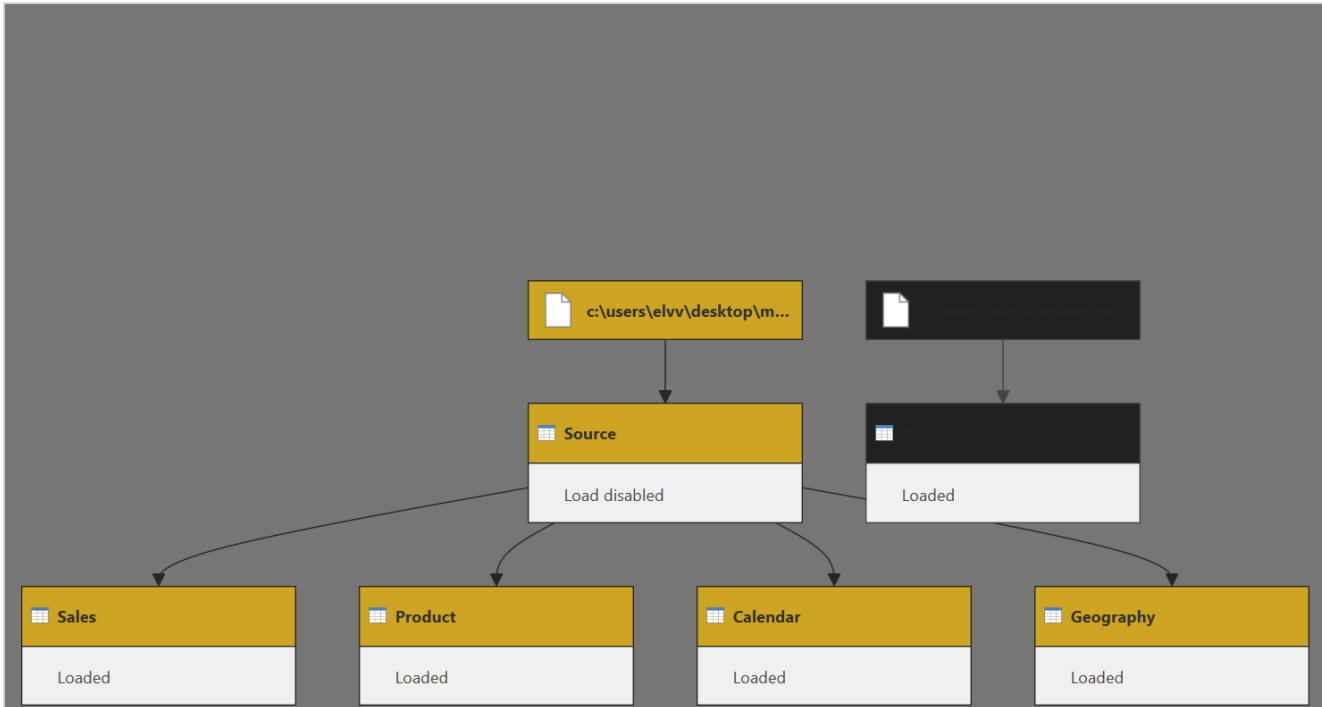 c:\users\elvv\desktop\m...
Source
Load disabled
Loaded
Sales
Product
Calendar
Geography
Loaded
Loaded
Loaded
Loaded